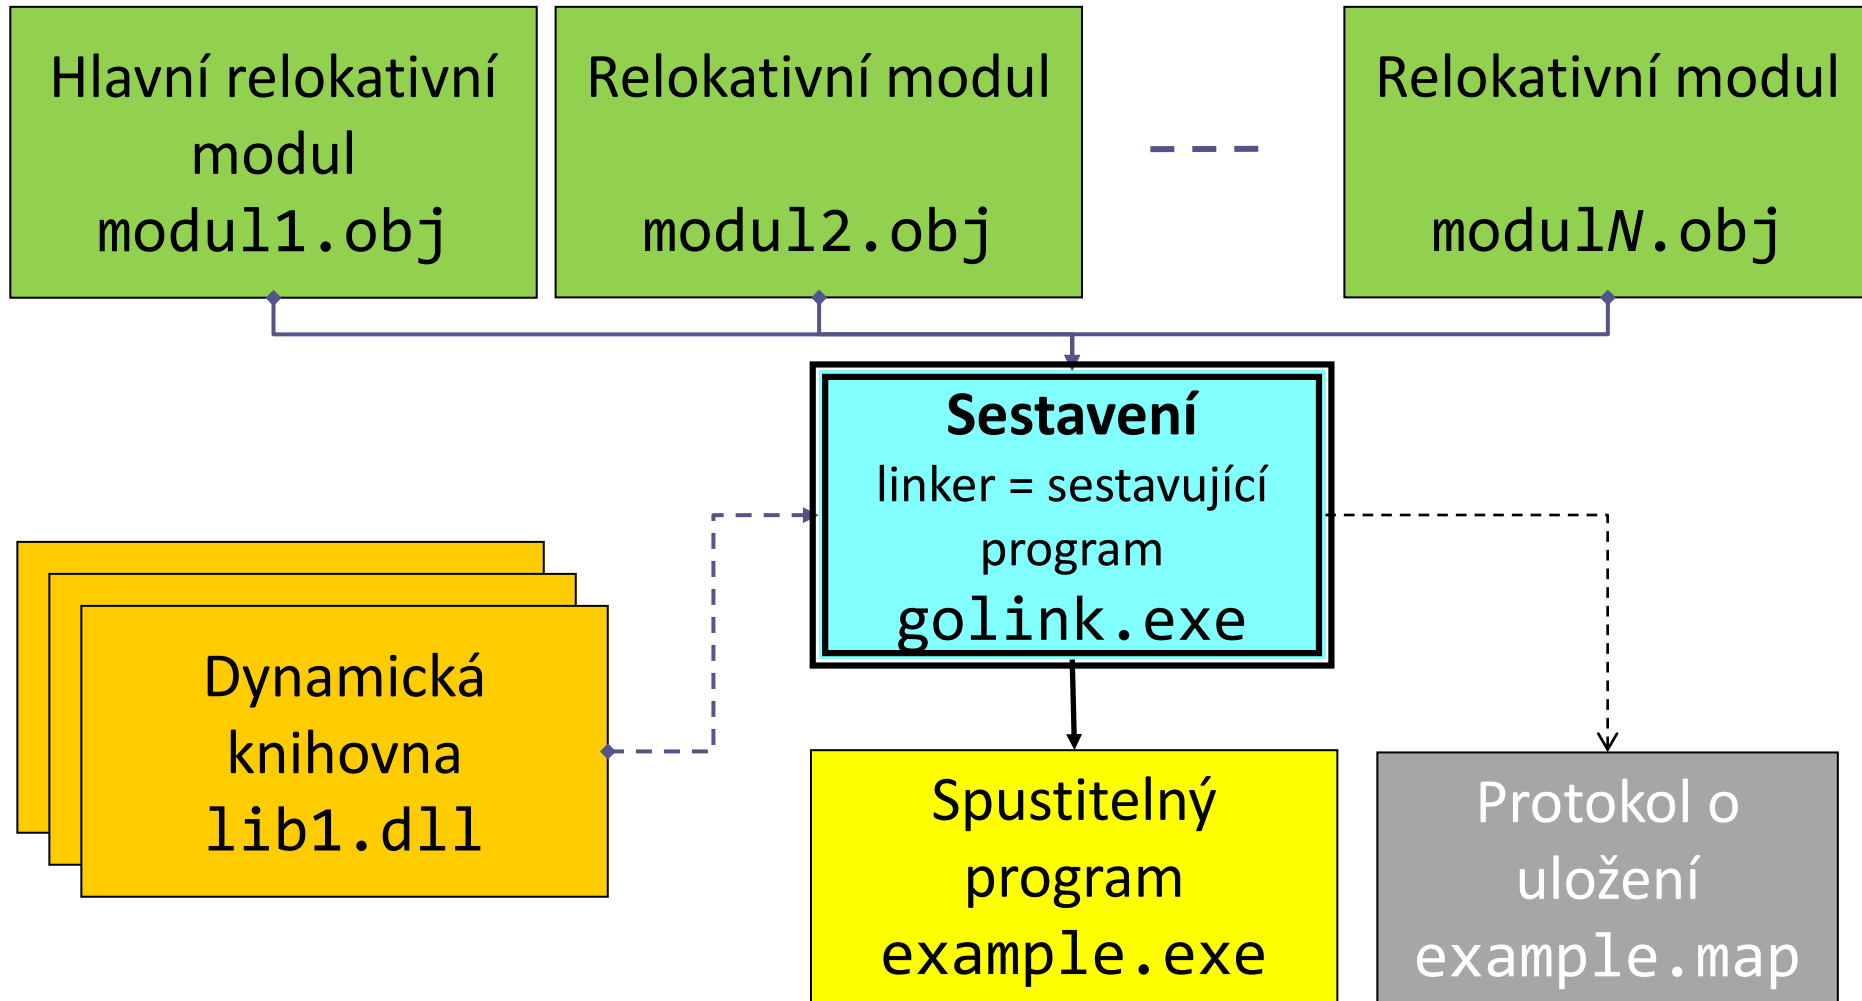 Hlavní relokativní
modul
modul1.obj
Relokativní modul
modul2.obj
Relokativní modul
modulN.obj
Sestavení
linker = sestavující
program
golink.exe
Dynamická
knihovna
lib1.dll
Spustitelný
program
example.exe
Protokol o
uložení
example.map